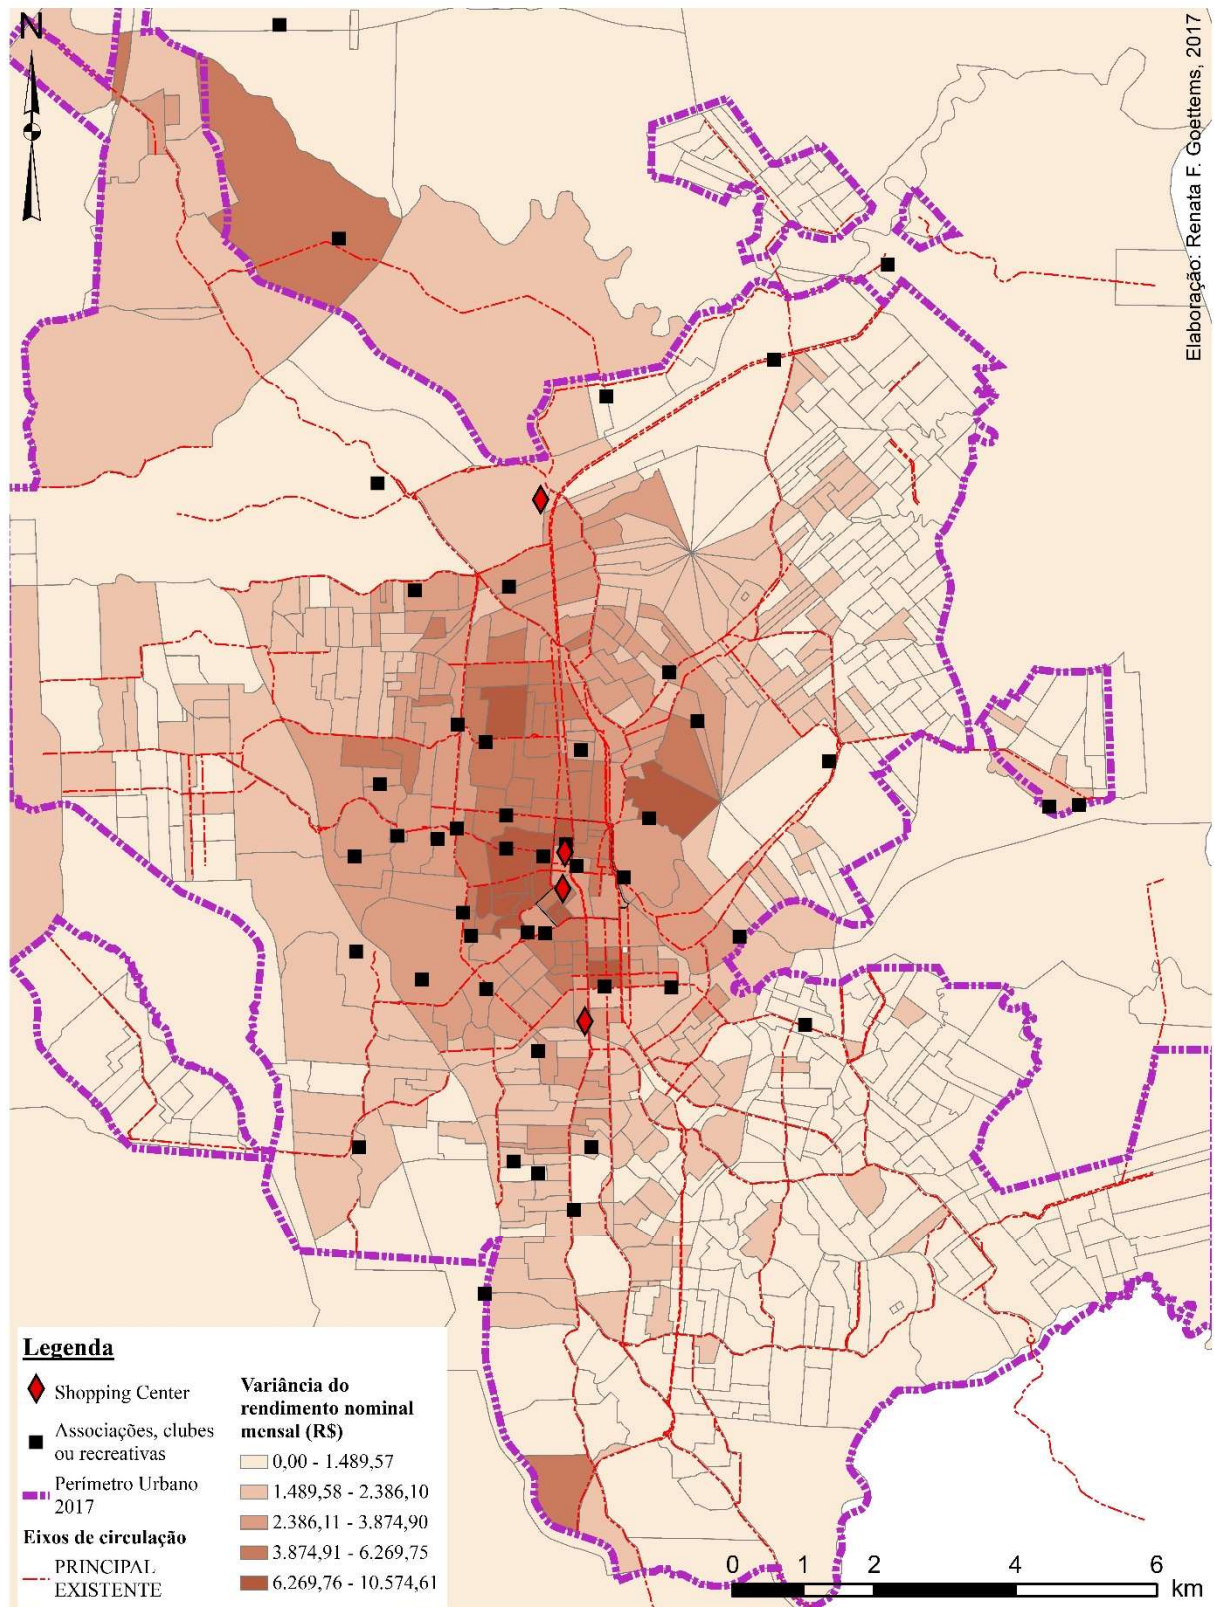 N
Elaboração: Renata F. Goettems, 2017
Legenda
Shopping Center
Associações, clubes
ou recreativas
Perímetro Urbano
2017
Eixos de circulação
PRINCIPAL
EXISTENTE
Variância do
rendimento nominal
mensal (R$)
0,00 - 1.489,57
1.489,58 - 2.386,10
2.386,11 - 3.874,90
3.874,91 - 6.269,75
6.269,76 - 10.574,61
0 1 2 4 6
km